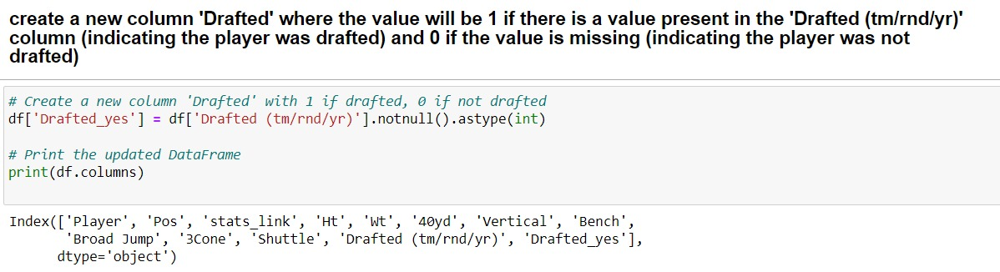 create a new column 'Drafted' where the value will be 1 if there is a value present in the 'Drafted (tm/rnd/yr)'
column (indicating the player was drafted) and 0 if the value is missing (indicating the player was not
drafted)
# Create a new column 'Drafted' with 1 if drafted, 0 if not drafted
df['Drafted_yes'] = df['Drafted (tm/rnd/yr)'].notnull().astype(int)
# Print the updated DataFrame
print(df.columns)
Index(['Player', 'Pos', 'stats_link', 'Ht', 'Wt', '40yd', 'Vertical', 'Bench',
'Broad Jump', '3Cone', 'Shuttle', 'Drafted (tm/rnd/yr)', 'Drafted_yes'],
dtype='object')